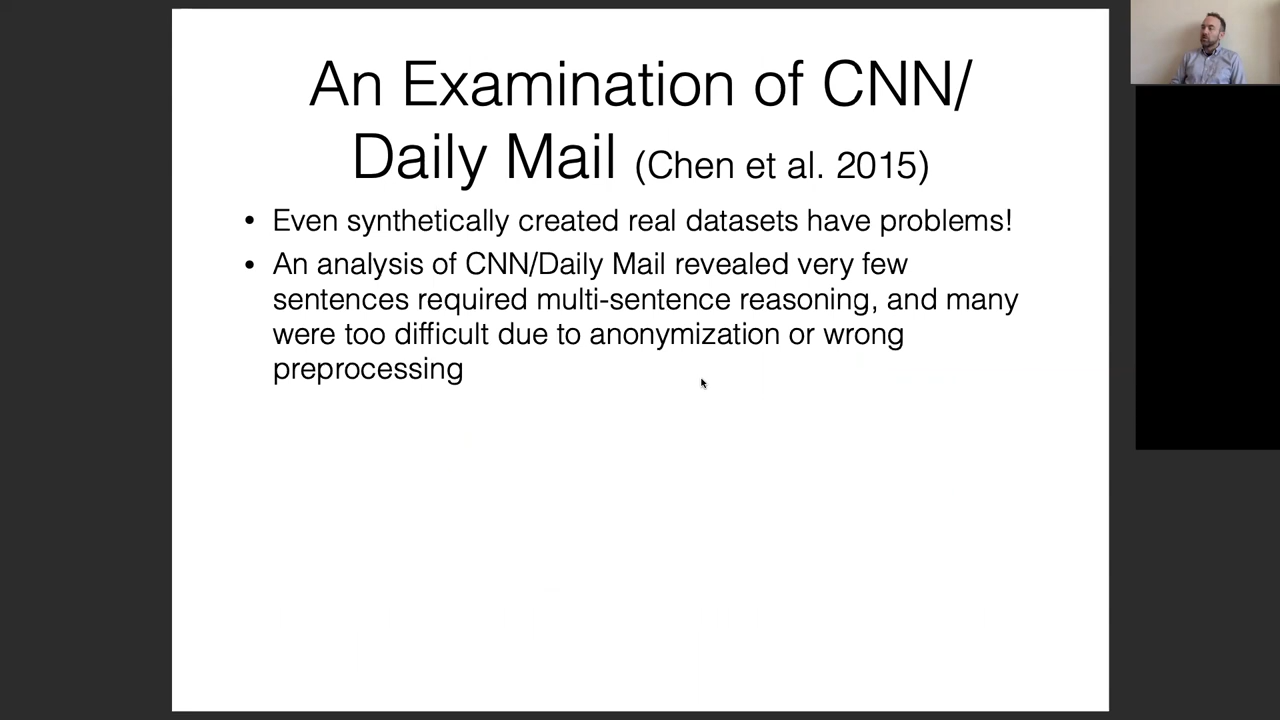 An Examination of CNN/
Daily Mail (Chen et al. 2015)
• Even synthetically created real datasets have problems!
• An analysis of CNN/Daily Mail revealed very few
sentences required multi-sentence reasoning, and many
were too difficult due to anonymization or wrong
preprocessing